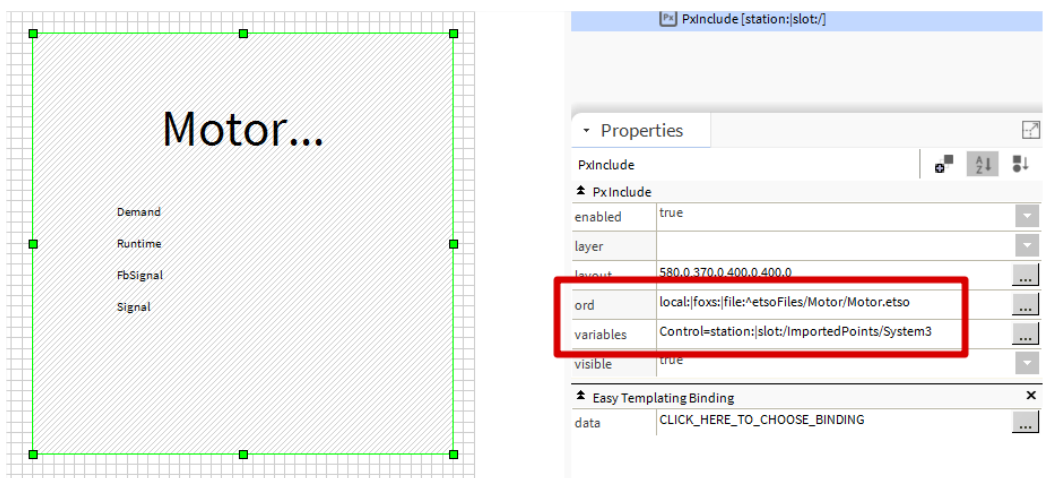 Px PxInclude [station:|slot:/]
Motor...
Demand
Runtime
FbSignal
Signal
Properties
PxInclude
A
Z
PxInclude
enabled true
layer
layout 580.0,370.0,400.0,400.0
...
ord local:|foxs:|file:^etsoFiles/Motor/Motor.etso
...
variables Control=station:|slot:/ImportedPoints/System3
...
visible true
Easy Templating Binding
data CLICK_HERE_TO_CHOOSE_BINDING
...